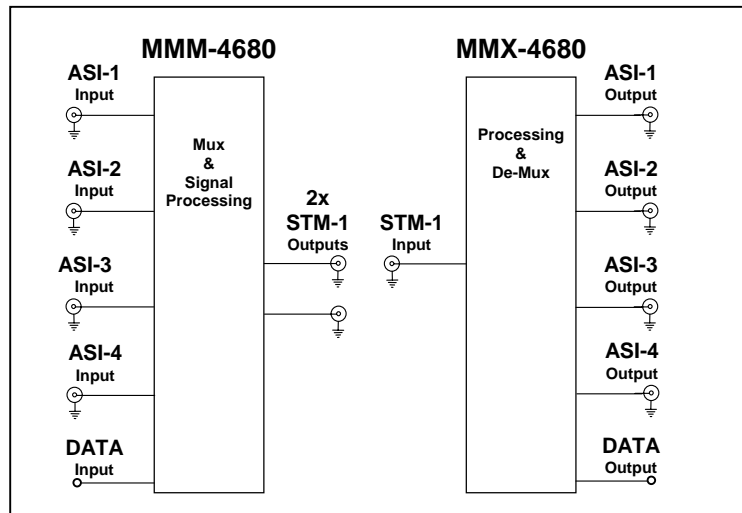 MMM-4680
ASI-1
Input
ASI-2
Input
ASI-3
Input
ASI-4
Input
DATA
Input
Mux
&
Signal
Processing
2x
STM-1
Outputs
MMX-4680
STM-1
Input
Processing
&
De-Mux
ASI-1
Output
ASI-2
Output
ASI-3
Output
ASI-4
Output
DATA
Output